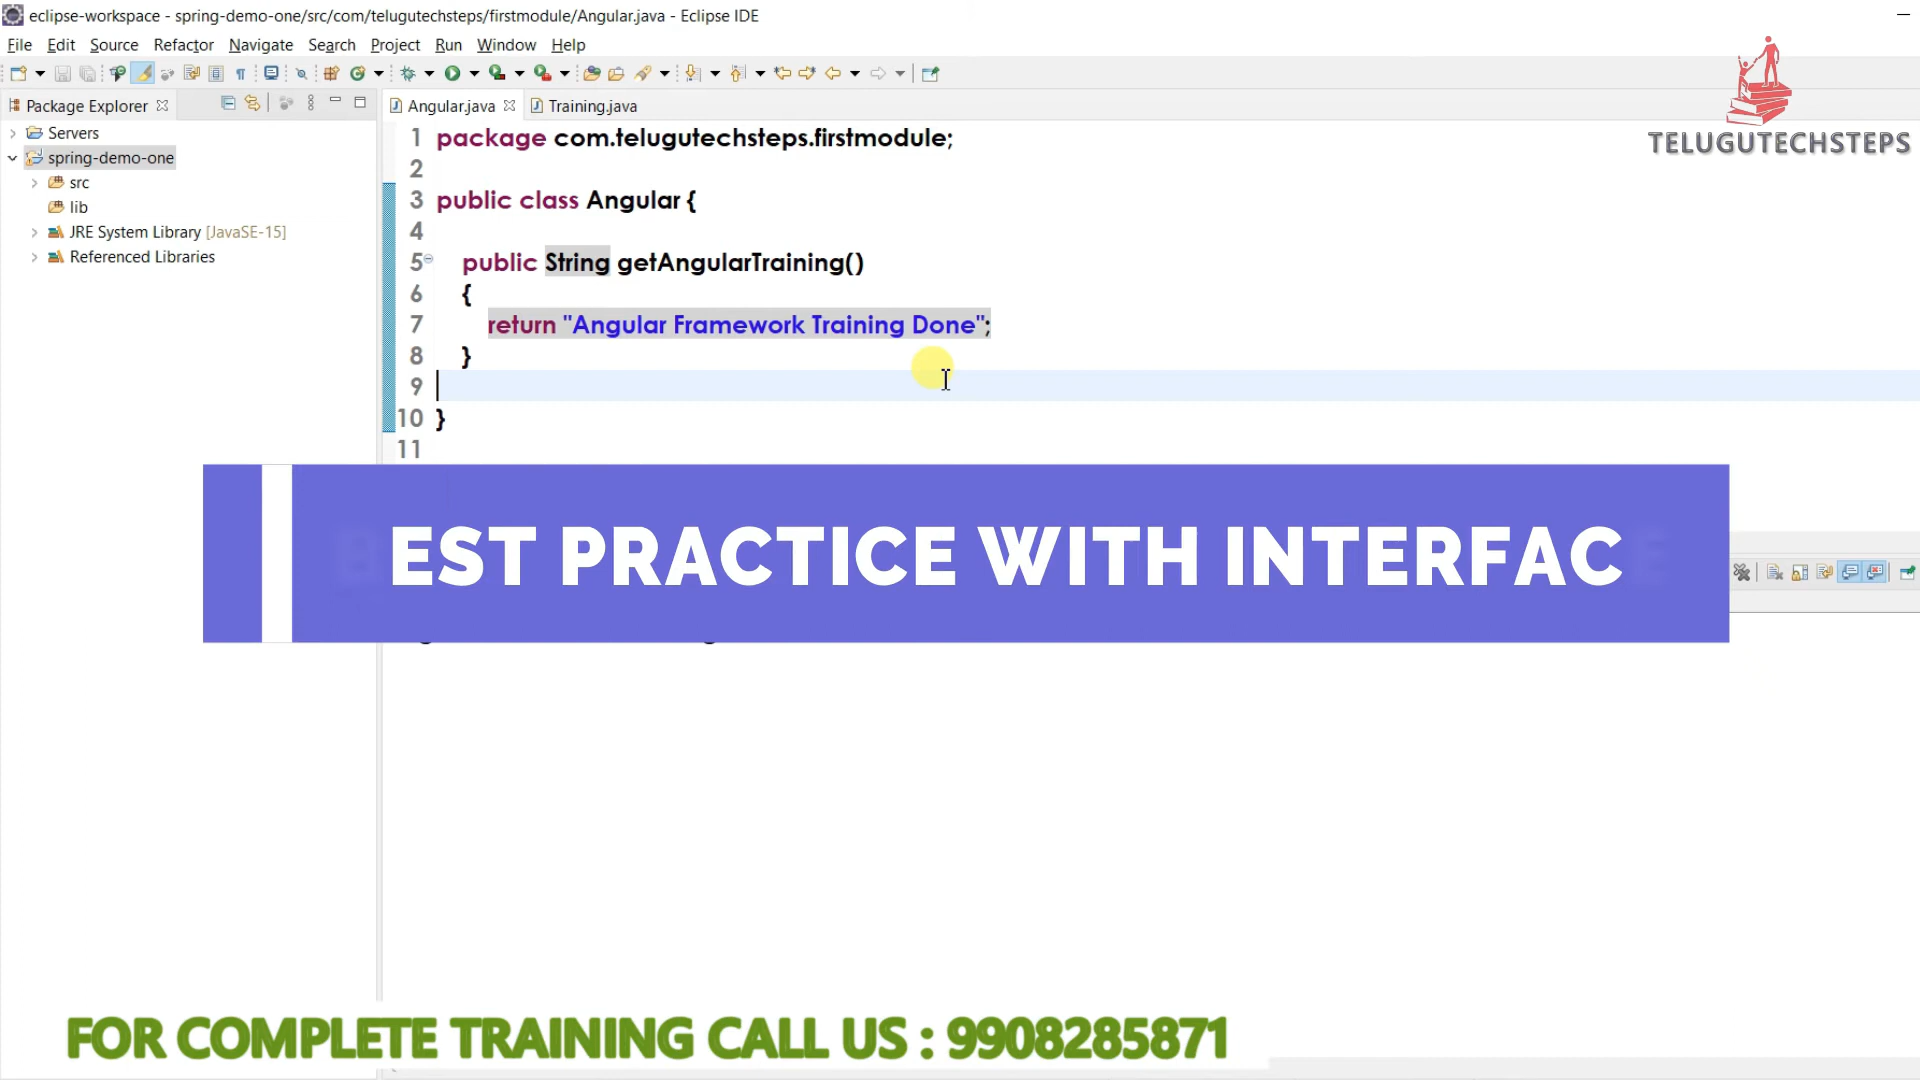 eclipse-workspace - spring-demo-one/src/com/telugutechsteps/firstmodule/Angular.java - Eclipse IDE
File Edit Source Refactor Navigate Search Project Run Window Help
TELUGUTECHSTEPS
Package Explorer
Servers
spring-demo-one
src
lib
JRE System Library [JavaSE-15]
Referenced Libraries
Angular.java Training.java
1 package com.telugutechsteps.firstmodule;
2
3 public class Angular {
4
5 public String getAngularTraining()
6 {
7 return "Angular Framework Training Done";
8 }
9
10 }
11
BEST PRACTICE WITH INTERFACE
FOR COMPLETE TRAINING CALL US : 9908285871